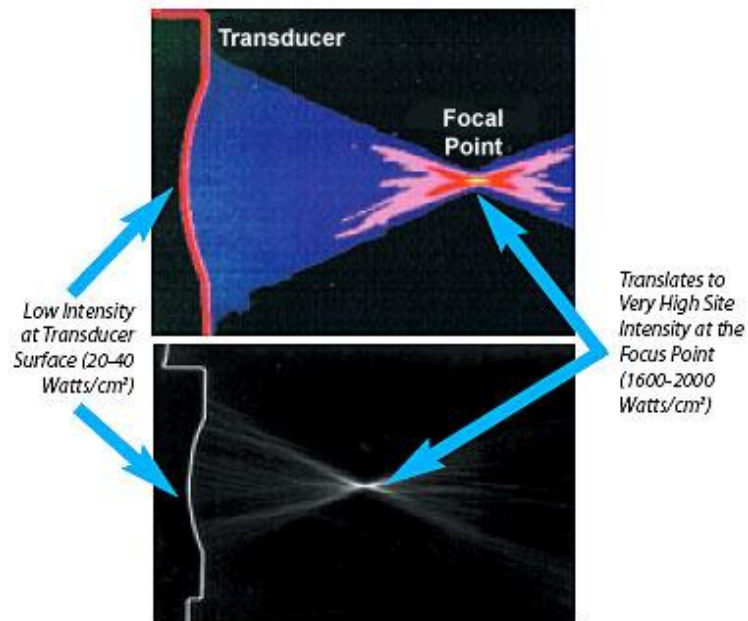 Transducer
Focal
Point
Low Intensity
at Transducer
Surface (20-40
Watts/cm²)
Translates to
Very High Site
Intensity at the
Focus Point
(1600-2000
Watts/cm²)